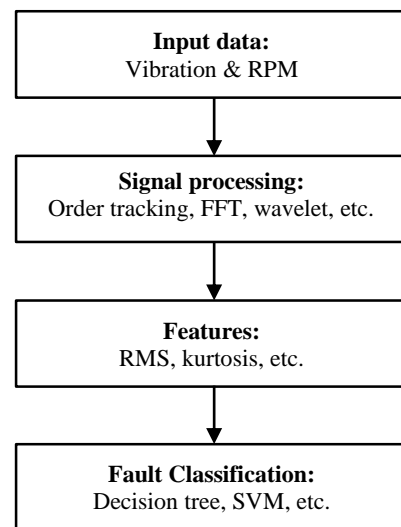 Input data:
Vibration & RPM
Signal processing:
Order tracking, FFT, wavelet, etc.
Features:
RMS, kurtosis, etc.
Fault Classification:
Decision tree, SVM, etc.